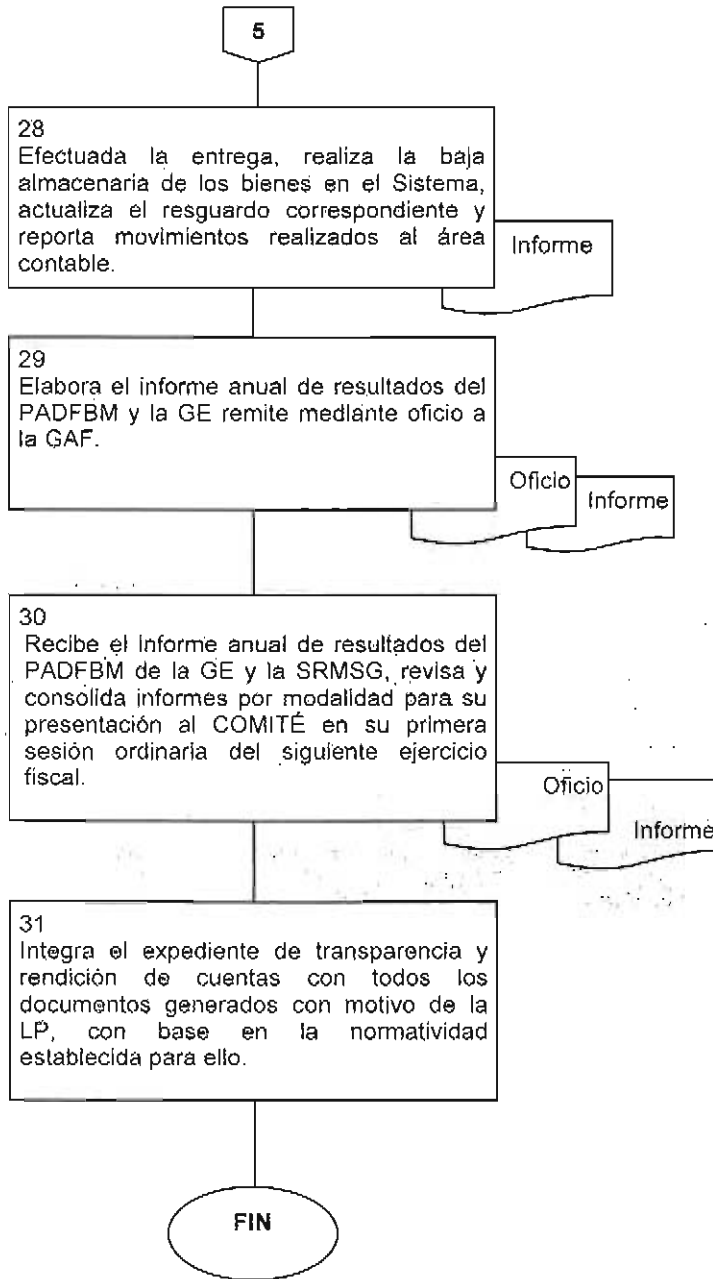 5
28
Efectuada la entrega, realiza la baja
almacenaria de los bienes en el Sistema,
actualiza el resguardo correspondiente y
reporta movimientos realizados al área
contable.
Informe
29
Elabora el informe anual de resultados del
PADFBM y la GE remite mediante oficio a
la GAF.
Oficio
Informe
30
Recibe el informe anual de resultados del
PADFBM de la GE y la SRMSG, revisa y
consolida informes por modalidad para su
presentación al COMITÉ en su primera
sesión ordinaria del siguiente ejercicio
fiscal.
Oficio
Informe
31
Integra el expediente de transparencia y
rendición de cuentas con todos los
documentos generados con motivo de la
LP, con base en la normatividad
establecida para ello.
FIN